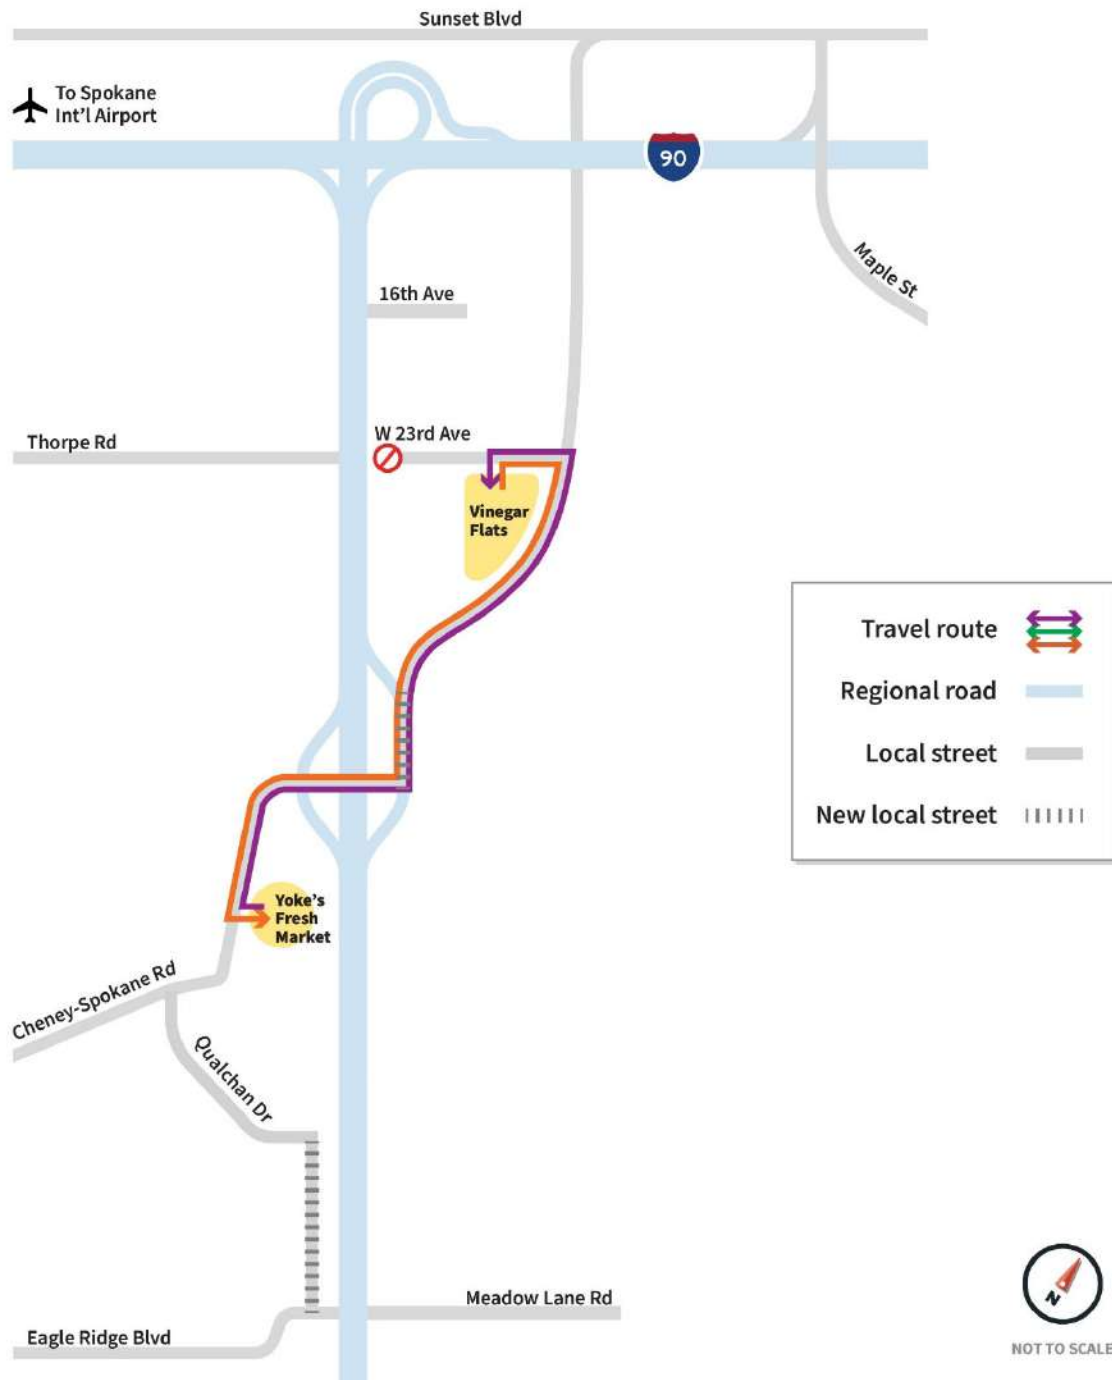 Sunset Blvd
To Spokane
Int'l Airport
90
Maple St
16th Ave
Thorpe Rd
W 23rd Ave
Vinegar
Flats
Travel route
Regional road
Local street
New local street
Yoke's
Fresh
Market
Cheney-Spokane Rd
Qualchan Dr
Meadow Lane Rd
Eagle Ridge Blvd
N
NOT TO SCALE